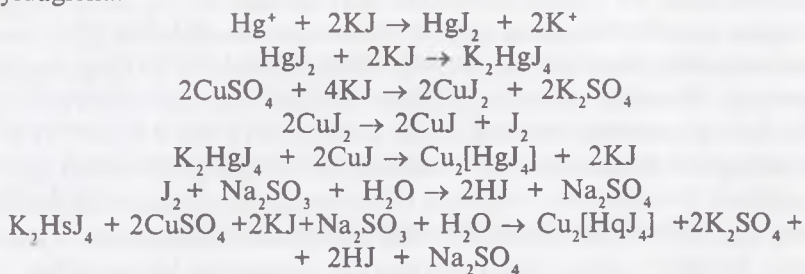 Hg⁺ + 2KJ → HgJ₂ + 2K⁺
HgJ₂ + 2KJ → K₂HgJ₄
2CuSO₄ + 4KJ → 2CuJ₂ + 2K₂SO₄
2CuJ₂ → 2CuJ + J₂
K₂HgJ₄ + 2CuJ → Cu₂[HgJ₄] + 2KJ
J₂ + Na₂SO₃ + H₂O → 2HJ + Na₂SO₄
K₂HsJ₄ + 2CuSO₄ +2KJ+Na₂SO₃ + H₂O → Cu₂[HqJ₄] +2K₂SO₄ +
+ 2HJ + Na₂SO₄